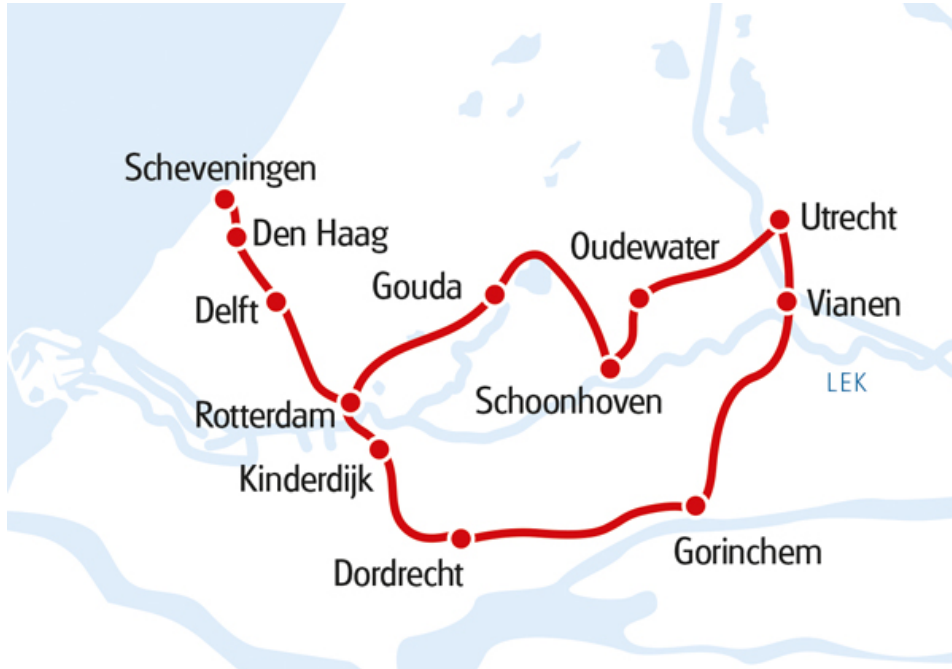 Scheveningen
Den Haag
Utrecht
Oudewater
Gouda
Vianen
Delft
LEK
Schoonhoven
Rotterdam
Kinderdijk
Gorinchem
Dordrecht